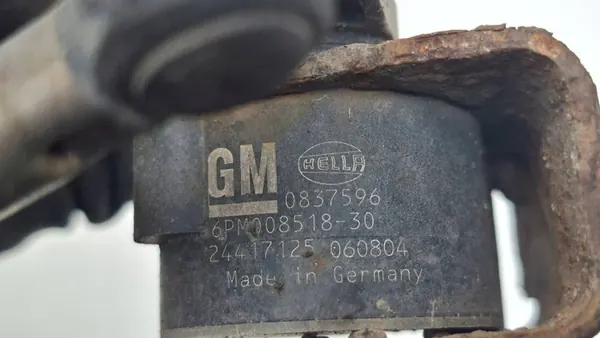 GM HELLA
0837596
6PM008518-30
24417125 060804
Made in Germany